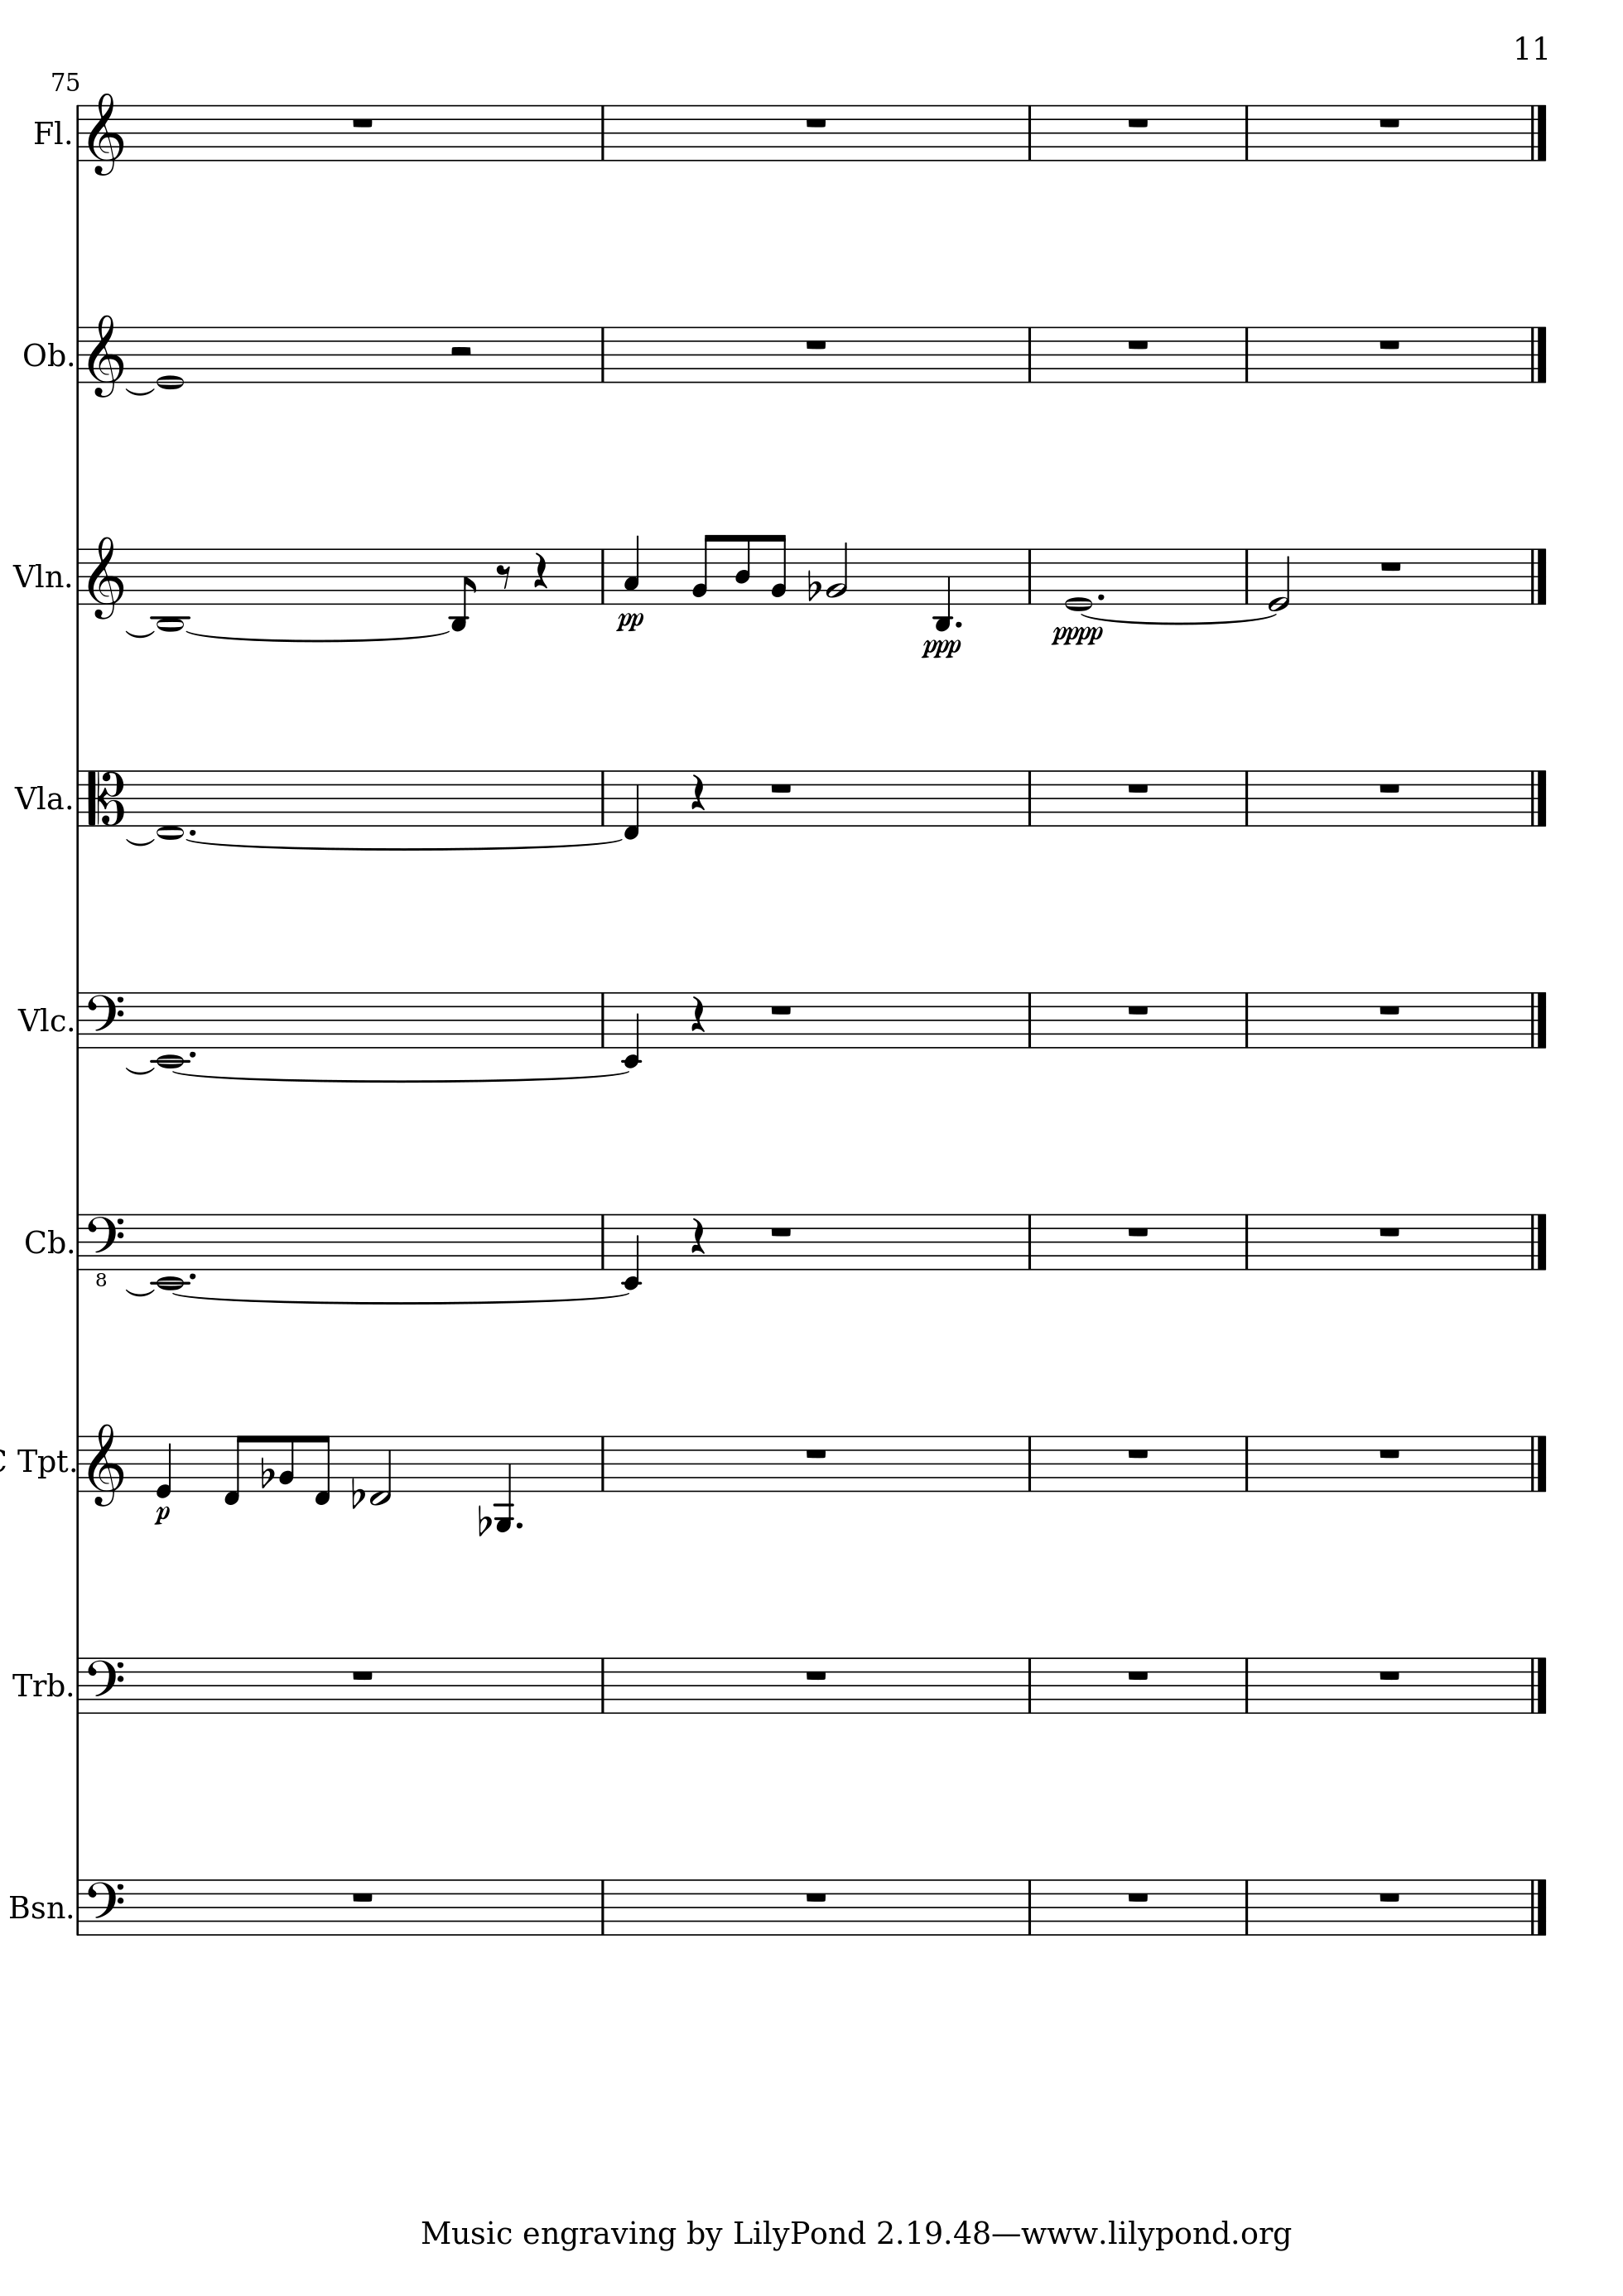 11
75
Fl.
Ob.
Vln.
pp
ppp
pppp
Vla.
Vlc.
Cb.
8
C Tpt.
p
Trb.
Bsn.
Music engraving by LilyPond 2.19.48—www.lilypond.org